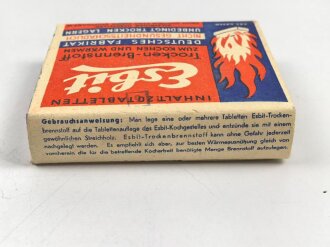 INHALT 20 TABLETTEN
Esbit
Trocken-Brennstoff
ZUM KOCHEN UND WÄRMEN
DEUTSCHES FABRIKAT
NICHT GESUNDHEITSSCHÄDLICH
UNBEDINGT TROCKEN LAGERN
Gebrauchsanweisung: Man lege eine oder mehrere Tabletten Esbit-Trocken-
brennstoff auf die Tablettenauflage des Esbit-Kochgestelles und entzünde sie mit einem
gewöhnlichen Streichholz. Esbit-Trockenbrennstoff kann ohne Gefahr jederzeit
nachgelegt werden. Es empfiehlt sich aber, zur besten Wärmeausnützung gleich von
vornherein die für die betreffende Kocharbeit benötigte Menge Brennstoff aufzulegen.